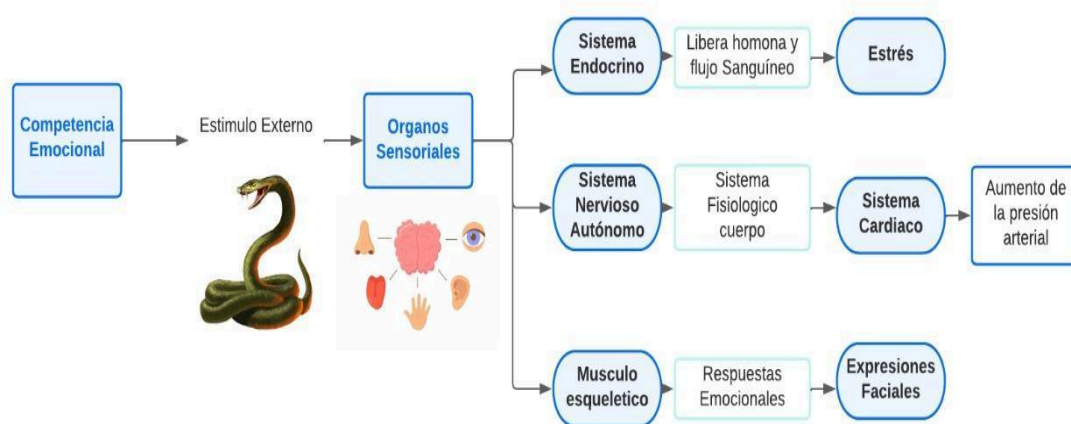 Competencia
Emocional
Estimulo Externo
Organos
Sensoriales
Sistema
Endocrino
Libera homona y
flujo Sanguíneo
Estrés
Sistema
Nervioso
Autónomo
Sistema
Fisiologico
cuerpo
Sistema
Cardiaco
Aumento de
la presión
arterial
Musculo
esqueletico
Respuestas
Emocionales
Expresiones
Faciales